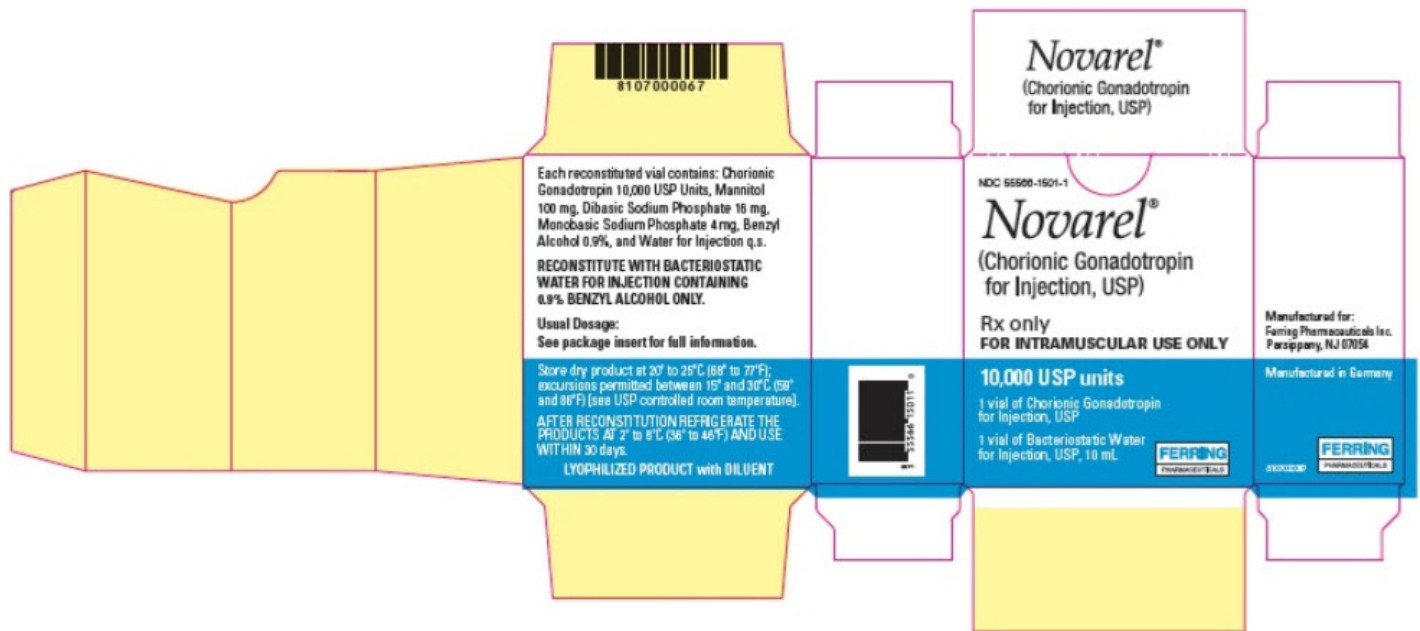 8107000067
Each reconstituted vial contains: Chorionic
Gonadotropin 10,000 USP Units, Mannitol
100 mg, Dibasic Sodium Phosphate 16 mg,
Monobasic Sodium Phosphate 4 mg, Benzyl
Alcohol 0.9%, and Water for Injection q.s.
RECONSTITUTE WITH BACTERIOSTATIC
WATER FOR INJECTION CONTAINING
0.9% BENZYL ALCOHOL ONLY.
Usual Dosage:
See package insert for full information.
Store dry product at 20° to 25°C (68° to 77°F);
excursions permitted between 15° and 30°C (59°
and 86°F) [see USP controlled room temperature].
AFTER RECONSTITUTION REFRIGERATE THE
PRODUCTS AT 2° to 8°C (36° to 46°F) AND USE
WITHIN 30 days.
LYOPHILIZED PRODUCT with DILUENT
55566 15011 0
Novarel®
(Chorionic Gonadotropin
for Injection, USP)
NDC 55566-1501-1
Novarel®
(Chorionic Gonadotropin
for Injection, USP)
Rx only
FOR INTRAMUSCULAR USE ONLY
10,000 USP units
1 vial of Chorionic Gonadotropin
for Injection, USP
1 vial of Bacteriostatic Water
for Injection, USP, 10 mL
FERRING
PHARMACEUTICALS
Manufactured for:
Ferring Pharmaceuticals Inc.
Parsippany, NJ 07054
Manufactured in Germany
FERRING
PHARMACEUTICALS